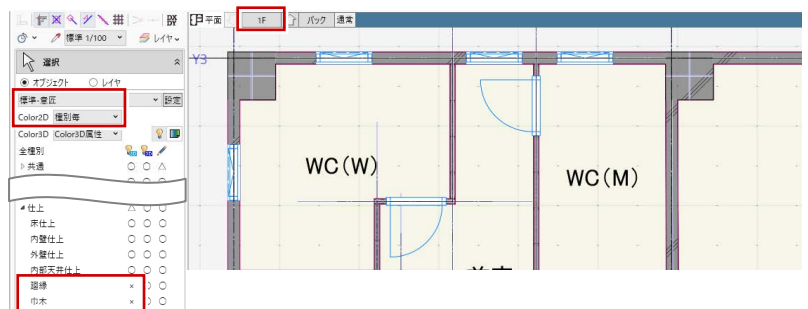 平面 1F バック 通常
標準 1/100 レイヤ
選択
オブジェクト レイヤ
標準-意匠 設定
Color2D 種別毎
Color3D Color3D属性
全種別
共通
仕上
床仕上
内壁仕上
外壁仕上
内部天井仕上
廻縁 ×
巾木 ×
Y3
WC(W)
WC(M)